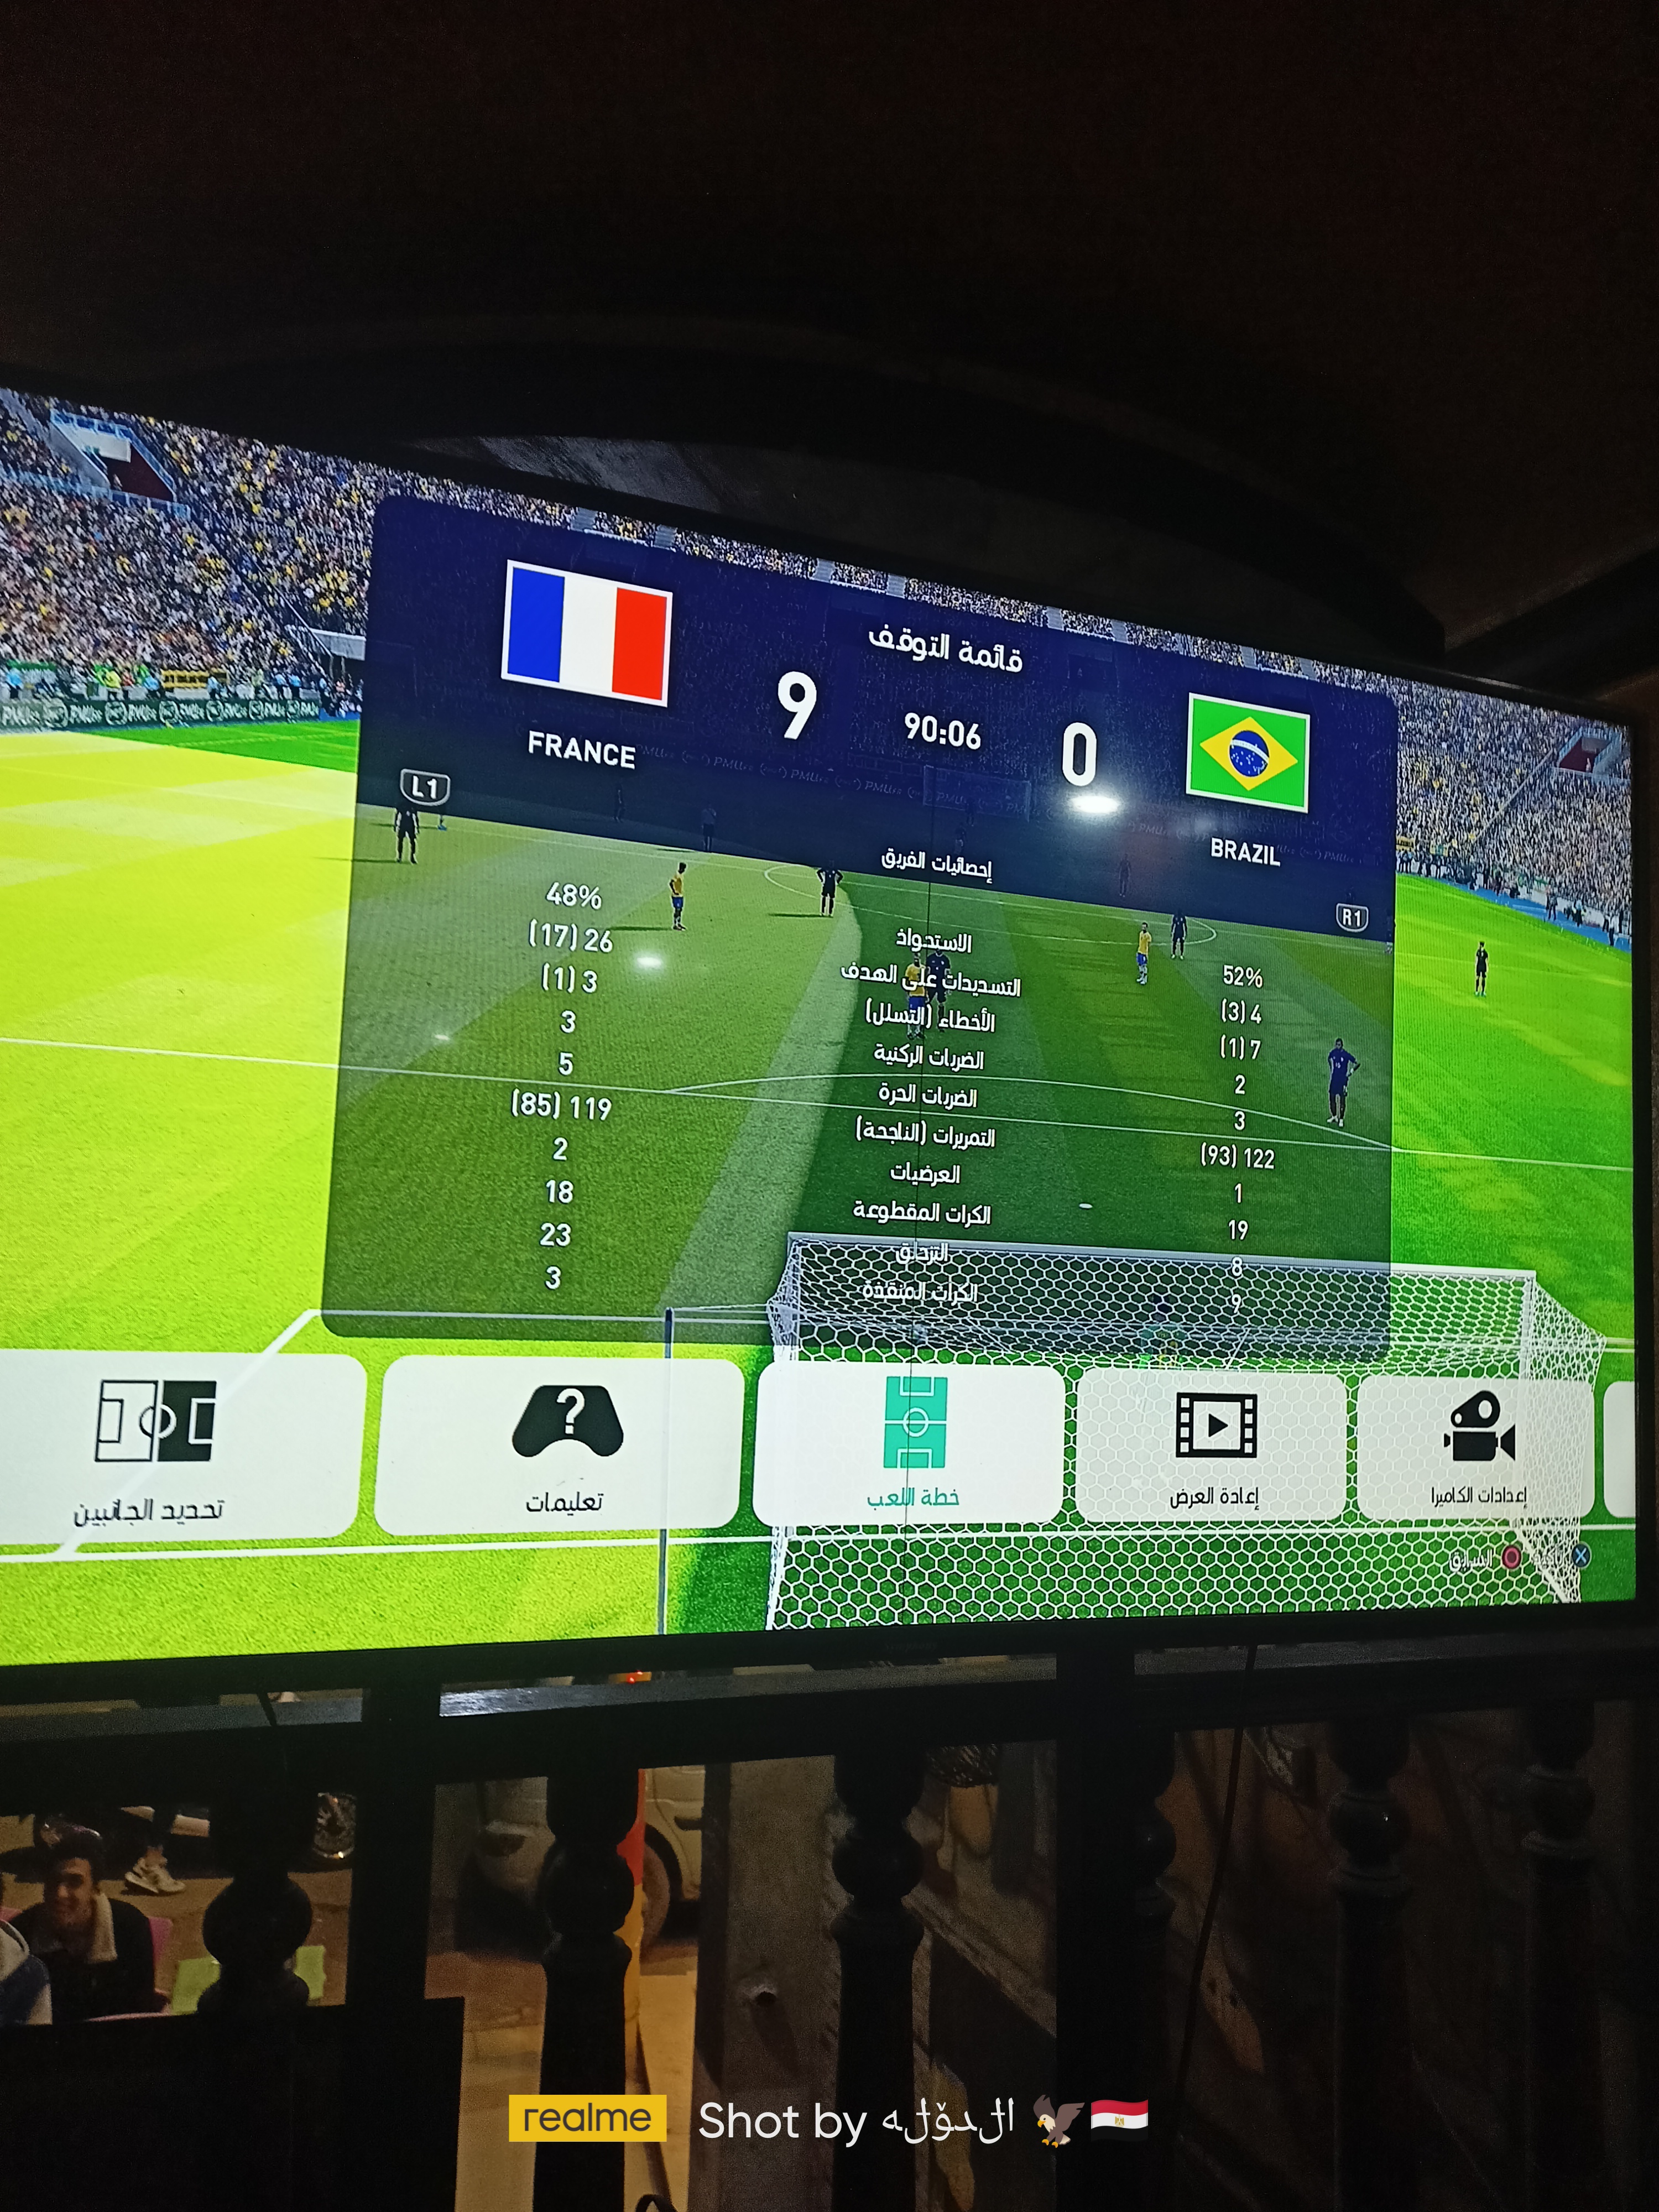 قائمة التوقف
FRANCE 9 90:06 0 BRAZIL
L1 R1
إحصائيات الفريق
48% الاستحواذ 52%
(17) 26 التسديدات على الهدف (3) 4
(1) 3 الأخطاء (التسلل) (1) 7
3 الضربات الركنية 2
5 الضربات الحرة 3
(85) 119 التمريرات (الناجحة) (93) 122
2 العرضيات 1
18 الكرات المقطوعة 19
23 التزحلق 8
3 الكرات المنقذة 9
تحديد الجانبين
تعليمات
خطة اللعب
إعادة العرض
إعدادات الكاميرا
السابق
realme Shot by الدوله 🦅🇪🇬